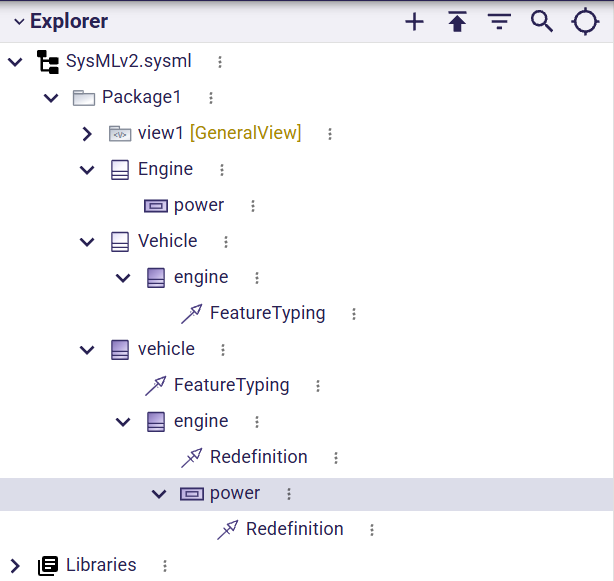 Explorer
SysMLv2.sysml
Package1
view1 [GeneralView]
Engine
power
Vehicle
engine
FeatureTyping
vehicle
FeatureTyping
engine
Redefinition
power
Redefinition
Libraries